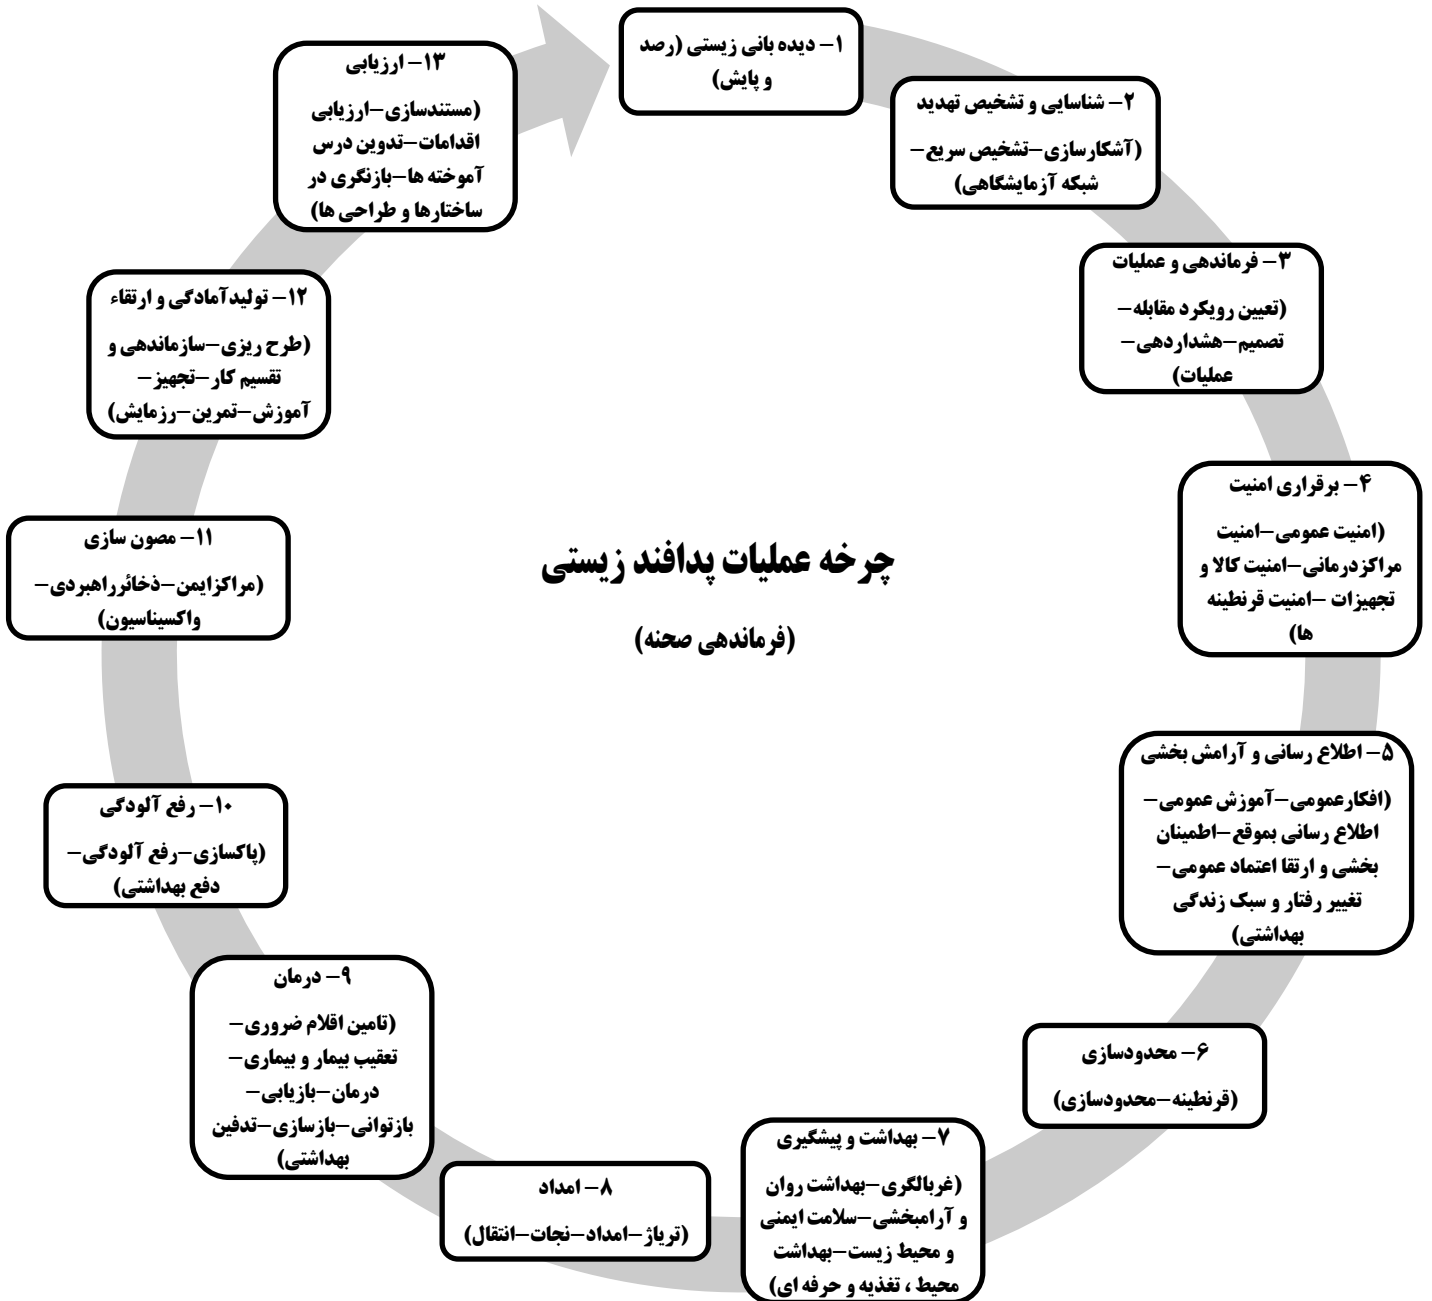 ۱- دیده بانی زیستی (رصد
و پایش)
۲- شناسایی و تشخیص تهدید
(آشکارسازی-تشخیص سریع-
شبکه آزمایشگاهی)
۳- فرماندهی و عملیات
(تعیین رویکرد مقابله-
تصمیم-هشداردهی-
عملیات)
۴- برقراری امنیت
(امنیت عمومی-امنیت
مراکزدرمانی-امنیت کالا و
تجهیزات -امنیت قرنطینه
ها)
۵- اطلاع رسانی و آرامش بخشی
(افکارعمومی-آموزش عمومی-
اطلاع رسانی بموقع-اطمینان
بخشی و ارتقا اعتماد عمومی-
تغییر رفتار و سبک زندگی
بهداشتی)
۶- محدودسازی
(قرنطینه-محدودسازی)
۷- بهداشت و پیشگیری
(غربالگری-بهداشت روان
و آرامبخشی-سلامت ایمنی
و محیط زیست-بهداشت
محیط ، تغذیه و حرفه ای)
۸- امداد
(تریاژ-امداد-نجات-انتقال)
۹- درمان
(تامین اقلام ضروری-
تعقیب بیمار و بیماری-
درمان-بازیابی-
بازتوانی-بازسازی-تدفین
بهداشتی)
۱۰- رفع آلودگی
(پاکسازی-رفع آلودگی-
دفع بهداشتی)
۱۱- مصون سازی
(مراکزایمن-ذخائرراهبردی-
واکسیناسیون)
۱۲- تولیدآمادگی و ارتقاء
(طرح ریزی-سازماندهی و
تقسیم کار-تجهیز-
آموزش-تمرین-رزمایش)
۱۳- ارزیابی
(مستندسازی-ارزیابی
اقدامات-تدوین درس
آموخته ها-بازنگری در
ساختارها و طراحی ها)
چرخه عملیات پدافند زیستی
(فرماندهی صحنه)